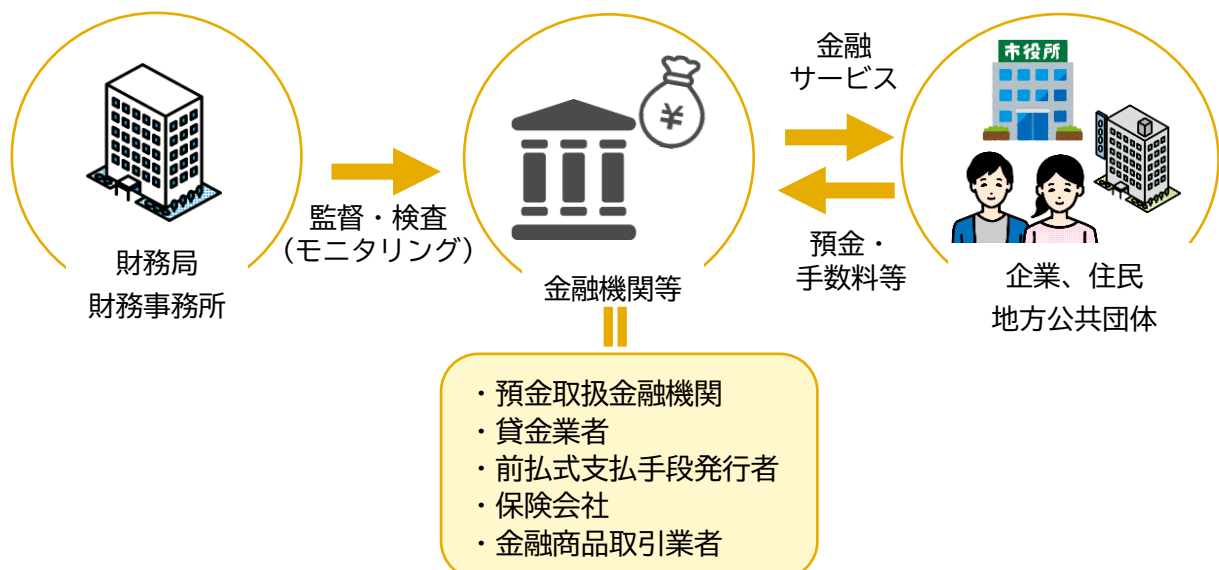 財務局
財務事務所
監督・検査
(モニタリング)
¥
金融機関等
金融
サービス
預金・
手数料等
市役所
企業、住民
地方公共団体
・預金取扱金融機関
・貸金業者
・前払式支払手段発行者
・保険会社
・金融商品取引業者